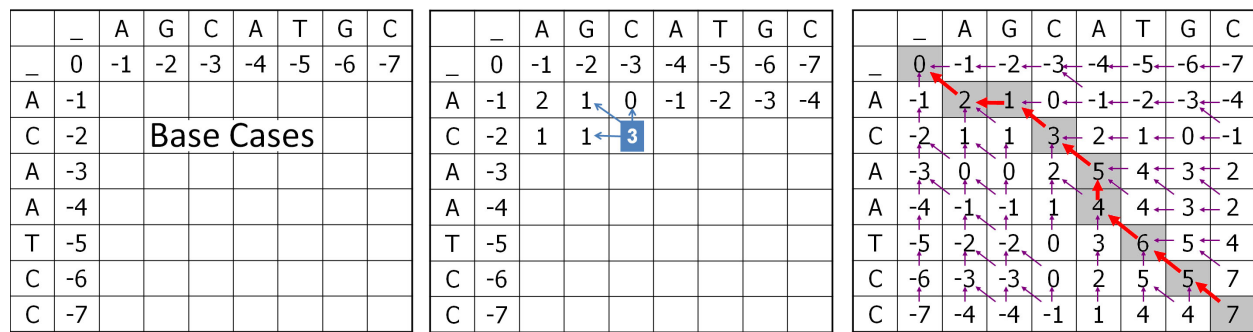 _ A G C A T G C
_ 0 -1 -2 -3 -4 -5 -6 -7
A -1
C -2 Base Cases
A -3
A -4
T -5
C -6
C -7
_ A G C A T G C
_ 0 -1 -2 -3 -4 -5 -6 -7
A -1 2 1 0 -1 -2 -3 -4
C -2 1 1 3
A -3
A -4
T -5
C -6
C -7
_ A G C A T G C
_ 0 -1 -2 -3 -4 -5 -6 -7
A -1 2 1 0 -1 -2 -3 -4
C -2 1 1 3 2 1 0 -1
A -3 0 0 2 5 4 3 2
A -4 -1 -1 1 4 4 3 2
T -5 -2 -2 0 3 6 5 4
C -6 -3 -3 0 2 5 5 7
C -7 -4 -4 -1 1 4 4 7